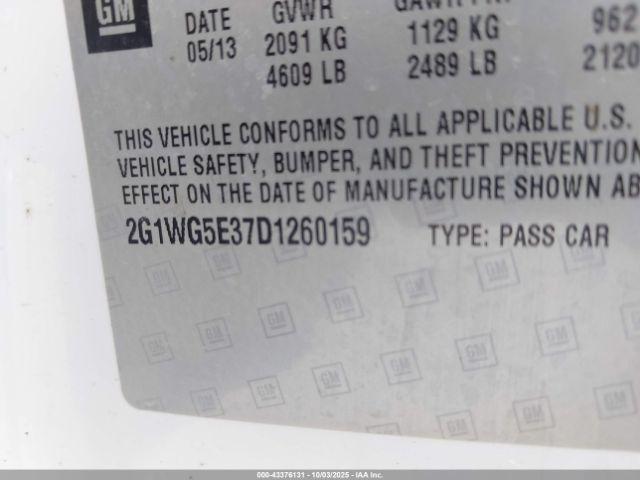 GM
DATE GVWR
05/13 2091 KG 1129 KG 962
4609 LB 2489 LB 2120
THIS VEHICLE CONFORMS TO ALL APPLICABLE U.S.
VEHICLE SAFETY, BUMPER, AND THEFT PREVENTION
EFFECT ON THE DATE OF MANUFACTURE SHOWN AB
2G1WG5E37D1260159 TYPE: PASS CAR
000-43376131 - 10/03/2025 - IAA Inc.